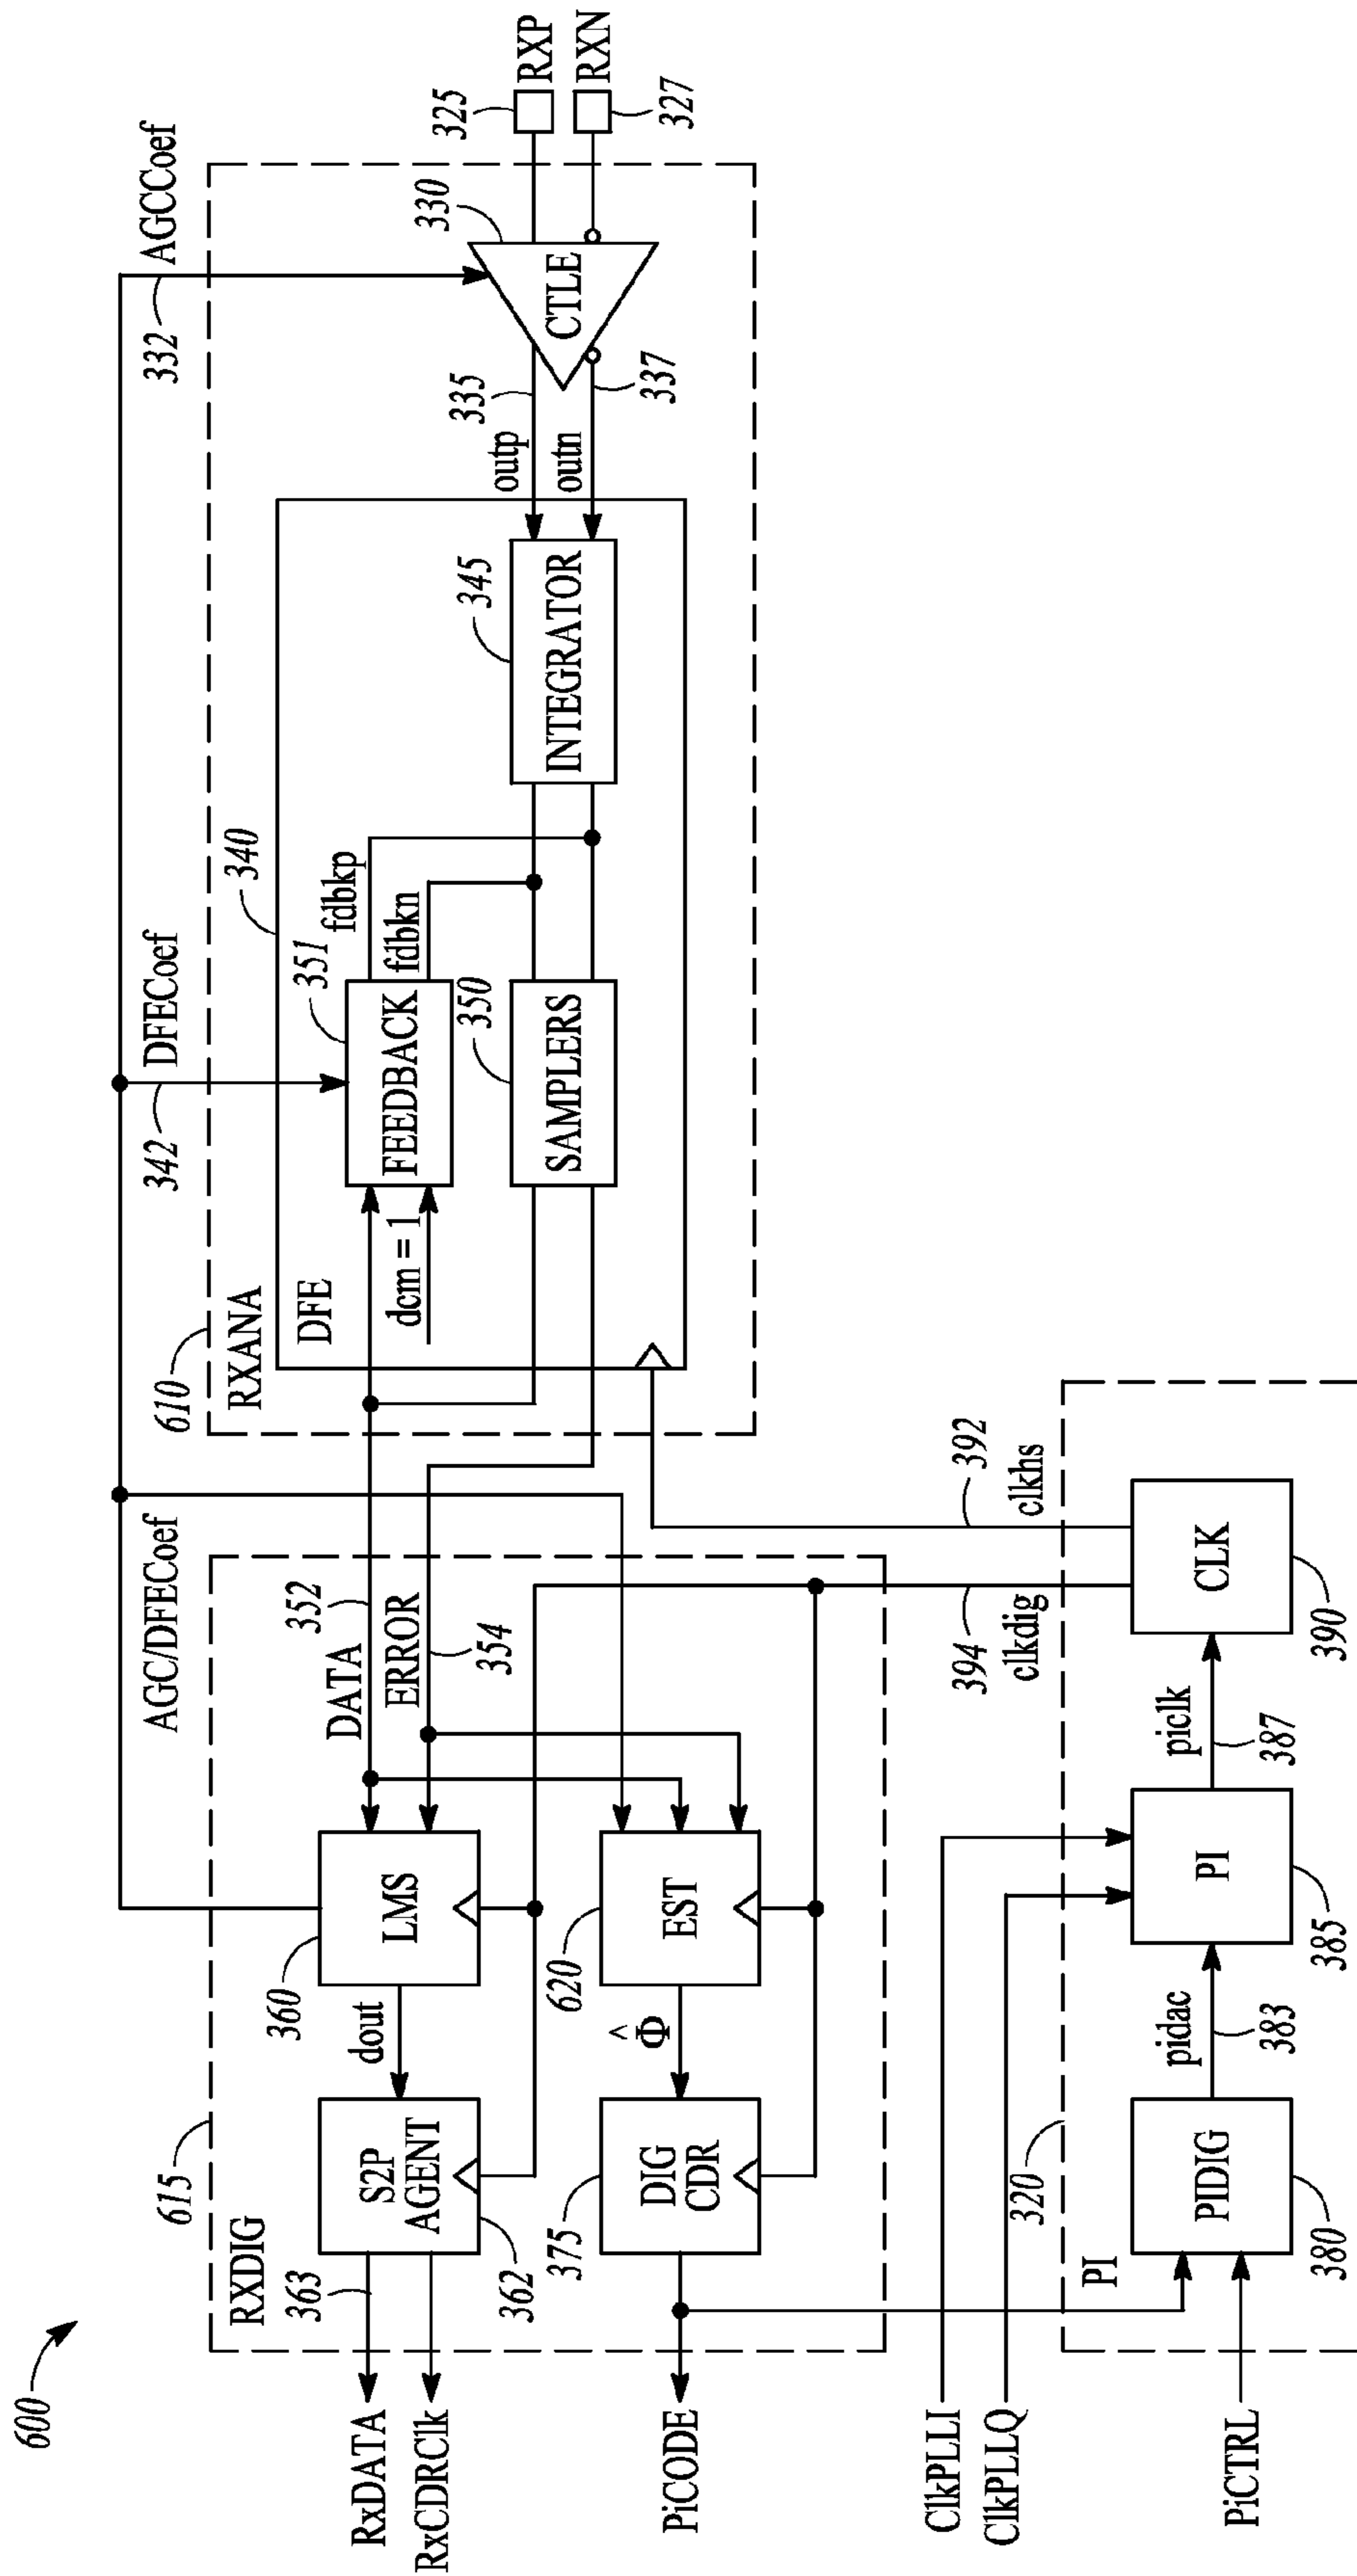 600
RxDATA
RxCDRClk
PiCODE
ClkPLLI
ClkPLLQ
PiCTRL
615
RXDIG
363
S2P
AGENT
362
dout
360
LMS
375
DIG
CDR
Φ̂
620
EST
DATA
352
ERROR
354
AGC/DFECoef
342
DFECoef
332
AGCCoef
610
RXANA
DFE
dcm = 1
351
FEEDBACK
fdbkp
fdbkn
340
350
SAMPLERS
345
INTEGRATOR
outp
outn
335
337
330
CTLE
325
RXP
RXN
327
320
PI
PIDIG
380
pidac
383
PI
385
piclk
387
CLK
390
394
clkdig
392
clkhs